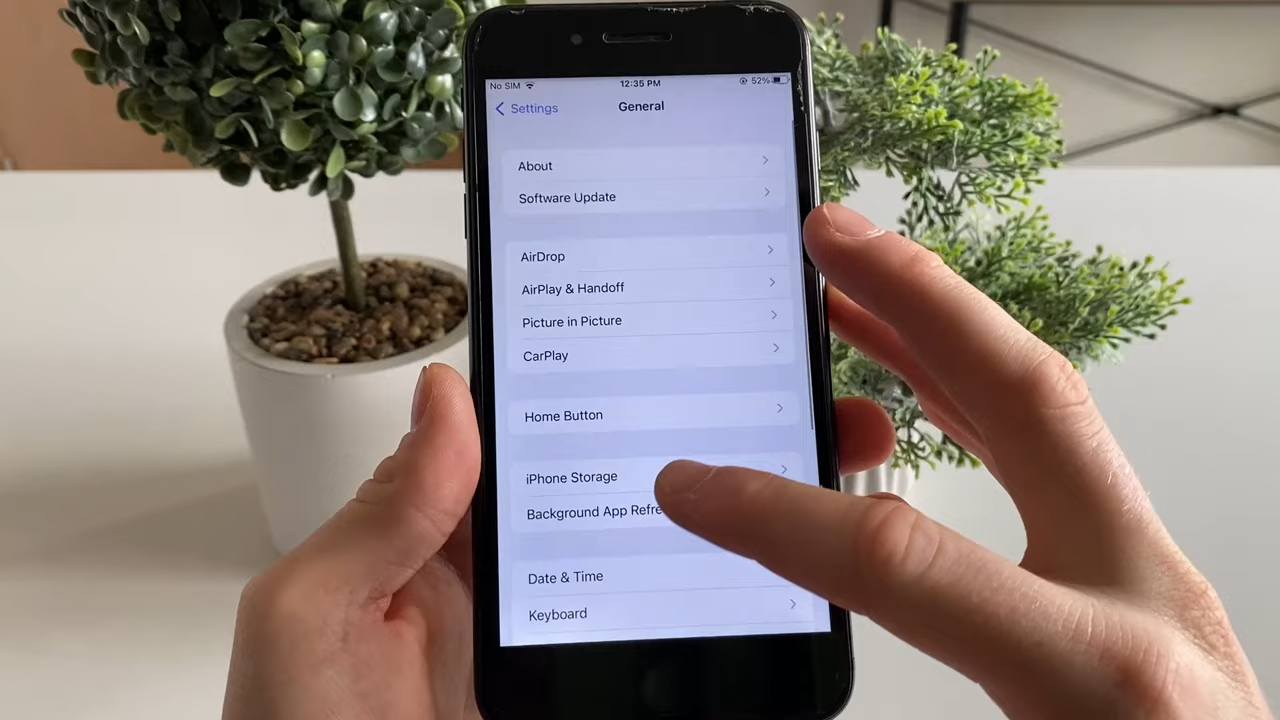 No SIM 12:35 PM 52%
Settings General
About
Software Update
AirDrop
AirPlay & Handoff
Picture in Picture
CarPlay
Home Button
iPhone Storage
Background App Refre
Date & Time
Keyboard